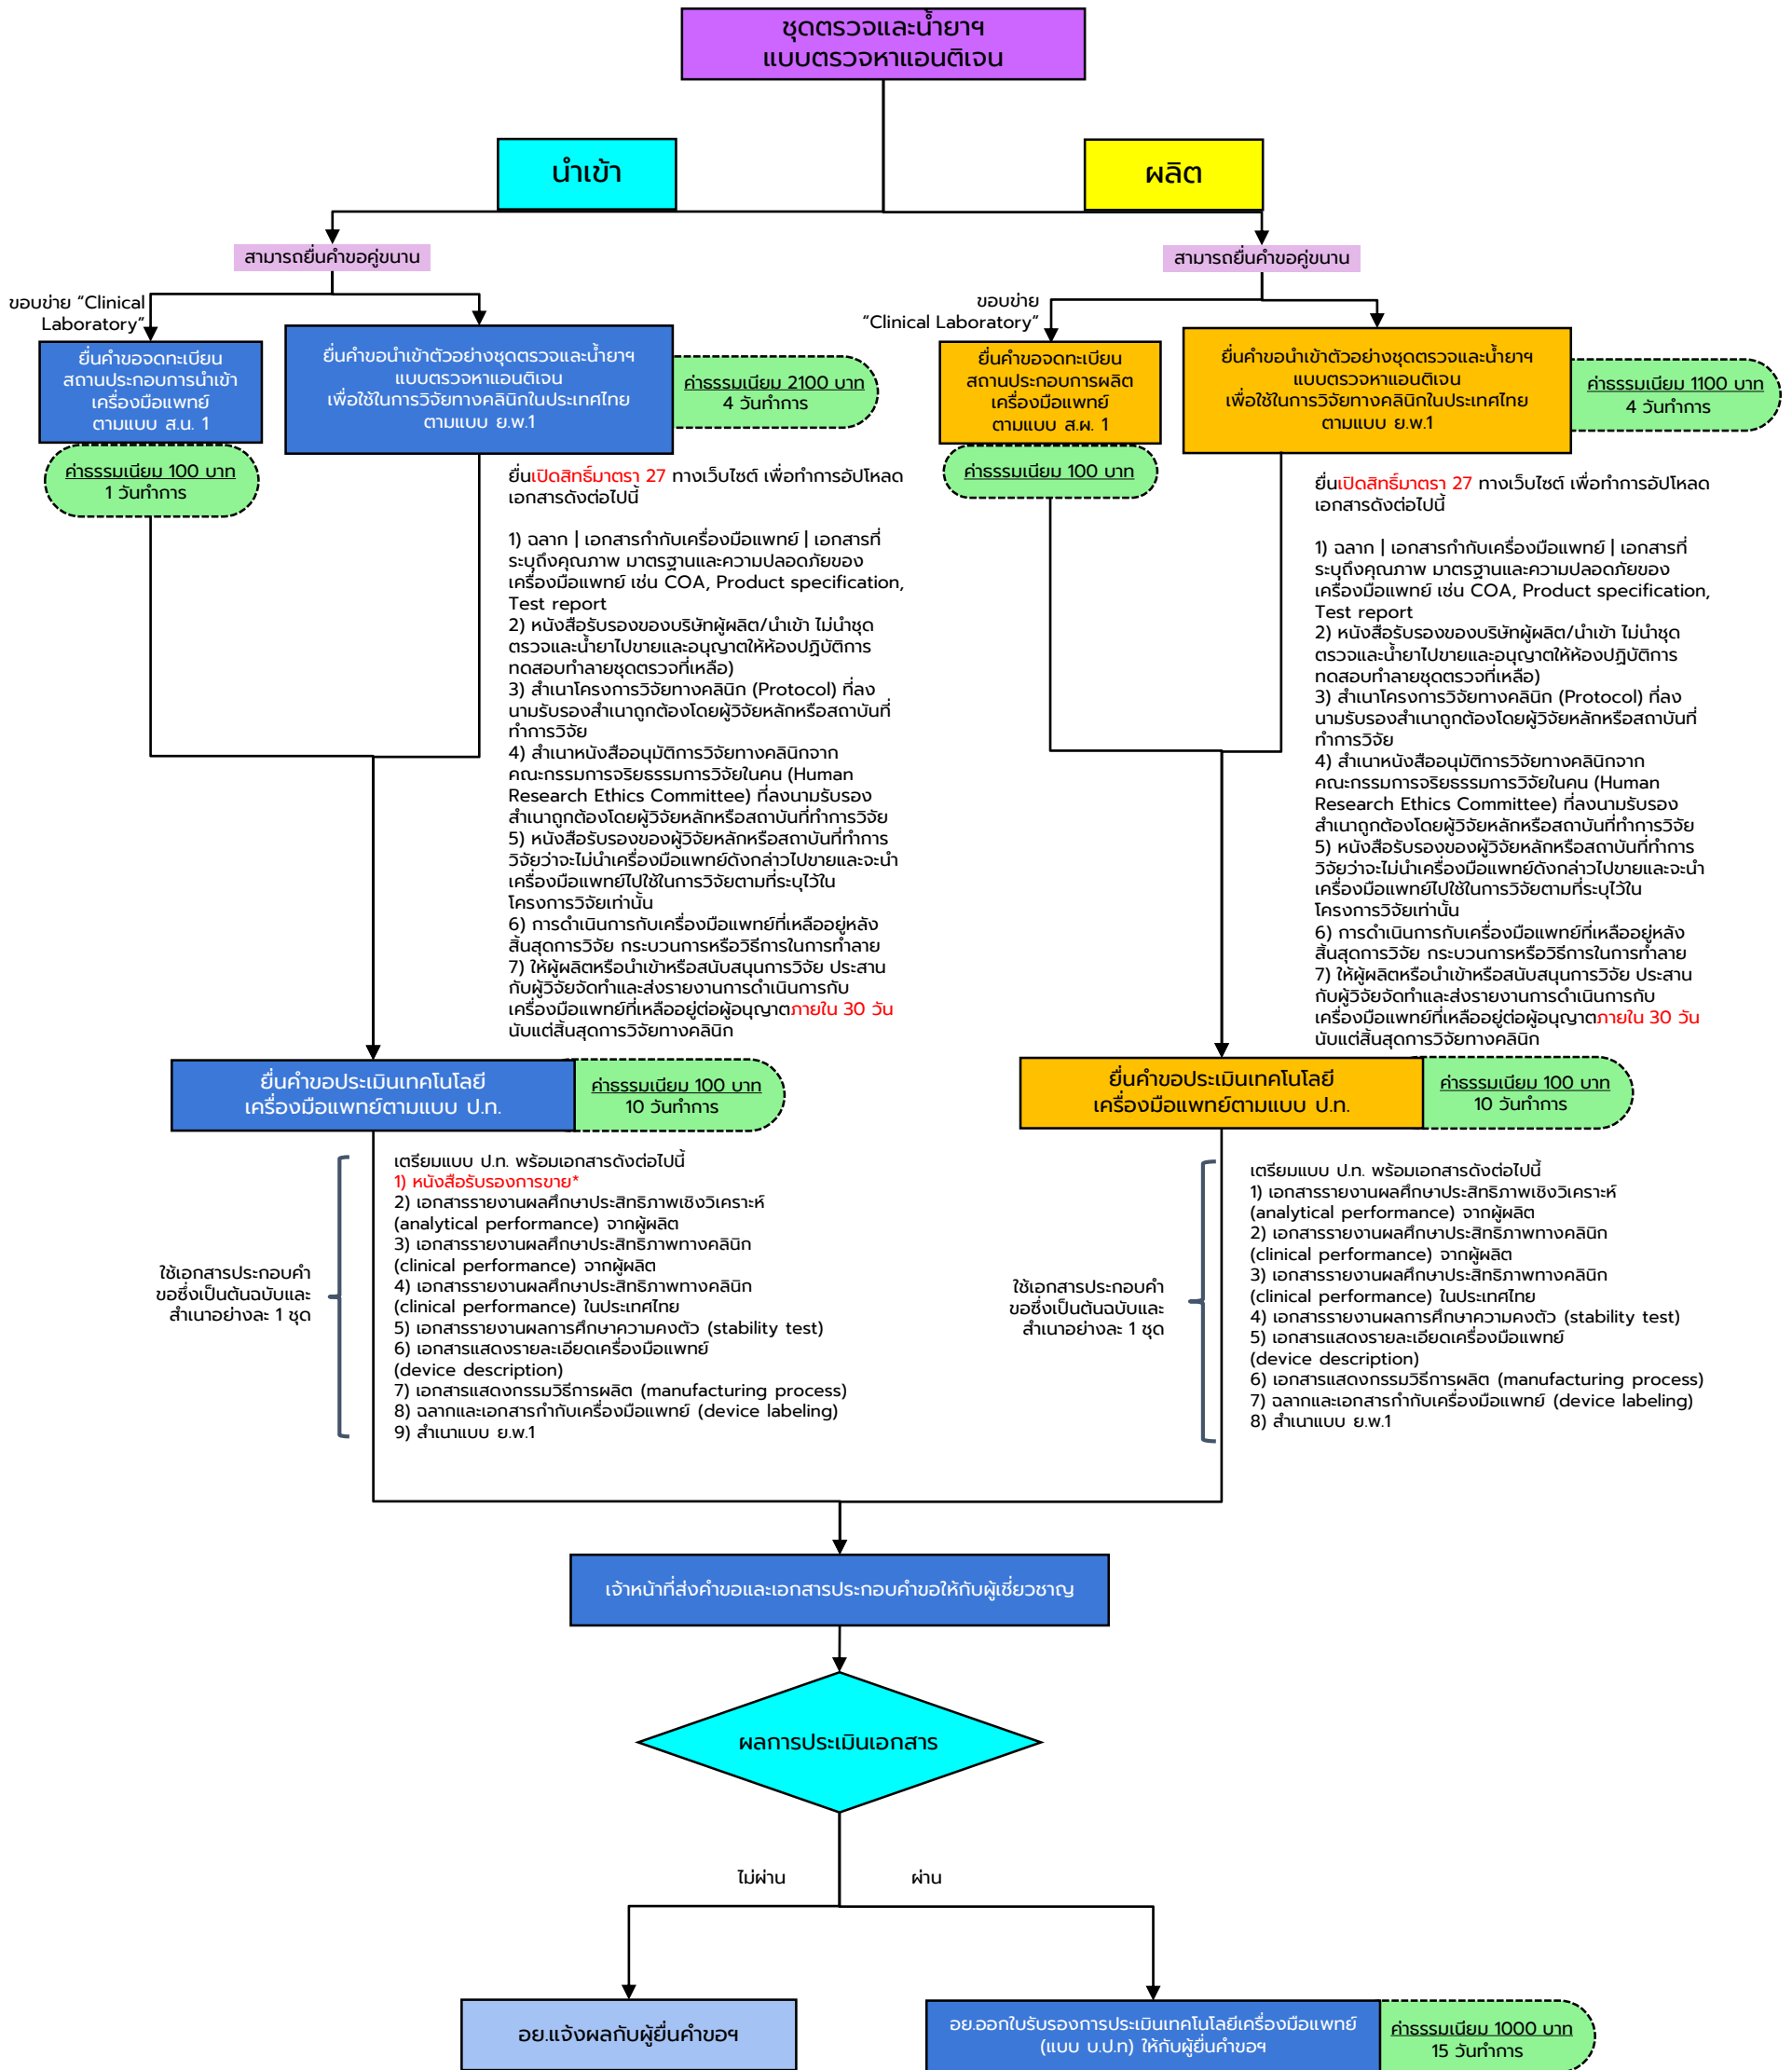 ชุดตรวจและน้ำยาฯ
แบบตรวจหาแอนติเจน
นำเข้า
ผลิต
สามารถยื่นคำขอคู่ขนาน
สามารถยื่นคำขอคู่ขนาน
ขอบข่าย “Clinical
Laboratory”
ยื่นคำขอจดทะเบียน
สถานประกอบการนำเข้า
เครื่องมือแพทย์
ตามแบบ ส.น. 1
ค่าธรรมเนียม 100 บาท
1 วันทำการ
ยื่นคำขอนำเข้าตัวอย่างชุดตรวจและน้ำยาฯ
แบบตรวจหาแอนติเจน
เพื่อใช้ในการวิจัยทางคลินิกในประเทศไทย
ตามแบบ ย.พ.1
ค่าธรรมเนียม 2100 บาท
4 วันทำการ
ขอบข่าย
“Clinical Laboratory”
ยื่นคำขอจดทะเบียน
สถานประกอบการผลิต
เครื่องมือแพทย์
ตามแบบ ส.ผ. 1
ค่าธรรมเนียม 100 บาท
ยื่นคำขอนำเข้าตัวอย่างชุดตรวจและน้ำยาฯ
แบบตรวจหาแอนติเจน
เพื่อใช้ในการวิจัยทางคลินิกในประเทศไทย
ตามแบบ ย.พ.1
ค่าธรรมเนียม 1100 บาท
4 วันทำการ
ยื่นเปิดสิทธิ์มาตรา 27 ทางเว็บไซต์ เพื่อทำการอัปโหลด
เอกสารดังต่อไปนี้
1) ฉลาก | เอกสารกำกับเครื่องมือแพทย์ | เอกสารที่
ระบุถึงคุณภาพ มาตรฐานและความปลอดภัยของ
เครื่องมือแพทย์ เช่น COA, Product specification,
Test report
2) หนังสือรับรองของบริษัทผู้ผลิต/นำเข้า ไม่นำชุด
ตรวจและน้ำยาไปขายและอนุญาตให้ห้องปฏิบัติการ
ทดสอบทำลายชุดตรวจที่เหลือ)
3) สำเนาโครงการวิจัยทางคลินิก (Protocol) ที่ลง
นามรับรองสำเนาถูกต้องโดยผู้วิจัยหลักหรือสถาบันที่
ทำการวิจัย
4) สำเนาหนังสืออนุมัติการวิจัยทางคลินิกจาก
คณะกรรมการจริยธรรมการวิจัยในคน (Human
Research Ethics Committee) ที่ลงนามรับรอง
สำเนาถูกต้องโดยผู้วิจัยหลักหรือสถาบันที่ทำการวิจัย
5) หนังสือรับรองของผู้วิจัยหลักหรือสถาบันที่ทำการ
วิจัยว่าจะไม่นำเครื่องมือแพทย์ดังกล่าวไปขายและจะนำ
เครื่องมือแพทย์ไปใช้ในการวิจัยตามที่ระบุไว้ใน
โครงการวิจัยเท่านั้น
6) การดำเนินการกับเครื่องมือแพทย์ที่เหลืออยู่หลัง
สิ้นสุดการวิจัย กระบวนการหรือวิธีการในการทำลาย
7) ให้ผู้ผลิตหรือนำเข้าหรือสนับสนุนการวิจัย ประสาน
กับผู้วิจัยจัดทำและส่งรายงานการดำเนินการกับ
เครื่องมือแพทย์ที่เหลืออยู่ต่อผู้อนุญาตภายใน 30 วัน
นับแต่สิ้นสุดการวิจัยทางคลินิก
ยื่นเปิดสิทธิ์มาตรา 27 ทางเว็บไซต์ เพื่อทำการอัปโหลด
เอกสารดังต่อไปนี้
1) ฉลาก | เอกสารกำกับเครื่องมือแพทย์ | เอกสารที่
ระบุถึงคุณภาพ มาตรฐานและความปลอดภัยของ
เครื่องมือแพทย์ เช่น COA, Product specification,
Test report
2) หนังสือรับรองของบริษัทผู้ผลิต/นำเข้า ไม่นำชุด
ตรวจและน้ำยาไปขายและอนุญาตให้ห้องปฏิบัติการ
ทดสอบทำลายชุดตรวจที่เหลือ)
3) สำเนาโครงการวิจัยทางคลินิก (Protocol) ที่ลง
นามรับรองสำเนาถูกต้องโดยผู้วิจัยหลักหรือสถาบันที่
ทำการวิจัย
4) สำเนาหนังสืออนุมัติการวิจัยทางคลินิกจาก
คณะกรรมการจริยธรรมการวิจัยในคน (Human
Research Ethics Committee) ที่ลงนามรับรอง
สำเนาถูกต้องโดยผู้วิจัยหลักหรือสถาบันที่ทำการวิจัย
5) หนังสือรับรองของผู้วิจัยหลักหรือสถาบันที่ทำการ
วิจัยว่าจะไม่นำเครื่องมือแพทย์ดังกล่าวไปขายและจะนำ
เครื่องมือแพทย์ไปใช้ในการวิจัยตามที่ระบุไว้ใน
โครงการวิจัยเท่านั้น
6) การดำเนินการกับเครื่องมือแพทย์ที่เหลืออยู่หลัง
สิ้นสุดการวิจัย กระบวนการหรือวิธีการในการทำลาย
7) ให้ผู้ผลิตหรือนำเข้าหรือสนับสนุนการวิจัย ประสาน
กับผู้วิจัยจัดทำและส่งรายงานการดำเนินการกับ
เครื่องมือแพทย์ที่เหลืออยู่ต่อผู้อนุญาตภายใน 30 วัน
นับแต่สิ้นสุดการวิจัยทางคลินิก
ยื่นคำขอประเมินเทคโนโลยี
เครื่องมือแพทย์ตามแบบ ป.ท.
ค่าธรรมเนียม 100 บาท
10 วันทำการ
ยื่นคำขอประเมินเทคโนโลยี
เครื่องมือแพทย์ตามแบบ ป.ท.
ค่าธรรมเนียม 100 บาท
10 วันทำการ
ใช้เอกสารประกอบคำ
ขอซึ่งเป็นต้นฉบับและ
สำเนาอย่างละ 1 ชุด
เตรียมแบบ ป.ท. พร้อมเอกสารดังต่อไปนี้
1) หนังสือรับรองการขาย*
2) เอกสารรายงานผลศึกษาประสิทธิภาพเชิงวิเคราะห์
(analytical performance) จากผู้ผลิต
3) เอกสารรายงานผลศึกษาประสิทธิภาพทางคลินิก
(clinical performance) จากผู้ผลิต
4) เอกสารรายงานผลศึกษาประสิทธิภาพทางคลินิก
(clinical performance) ในประเทศไทย
5) เอกสารรายงานผลการศึกษาความคงตัว (stability test)
6) เอกสารแสดงรายละเอียดเครื่องมือแพทย์
(device description)
7) เอกสารแสดงกรรมวิธีการผลิต (manufacturing process)
8) ฉลากและเอกสารกำกับเครื่องมือแพทย์ (device labeling)
9) สำเนาแบบ ย.พ.1
ใช้เอกสารประกอบคำ
ขอซึ่งเป็นต้นฉบับและ
สำเนาอย่างละ 1 ชุด
เตรียมแบบ ป.ท. พร้อมเอกสารดังต่อไปนี้
1) เอกสารรายงานผลศึกษาประสิทธิภาพเชิงวิเคราะห์
(analytical performance) จากผู้ผลิต
2) เอกสารรายงานผลศึกษาประสิทธิภาพทางคลินิก
(clinical performance) จากผู้ผลิต
3) เอกสารรายงานผลศึกษาประสิทธิภาพทางคลินิก
(clinical performance) ในประเทศไทย
4) เอกสารรายงานผลการศึกษาความคงตัว (stability test)
5) เอกสารแสดงรายละเอียดเครื่องมือแพทย์
(device description)
6) เอกสารแสดงกรรมวิธีการผลิต (manufacturing process)
7) ฉลากและเอกสารกำกับเครื่องมือแพทย์ (device labeling)
8) สำเนาแบบ ย.พ.1
เจ้าหน้าที่ส่งคำขอและเอกสารประกอบคำขอให้กับผู้เชี่ยวชาญ
ผลการประเมินเอกสาร
ไม่ผ่าน
ผ่าน
อย.แจ้งผลกับผู้ยื่นคำขอฯ
อย.ออกใบรับรองการประเมินเทคโนโลยีเครื่องมือแพทย์
(แบบ บ.ป.ท) ให้กับผู้ยื่นคำขอฯ
ค่าธรรมเนียม 1000 บาท
15 วันทำการ